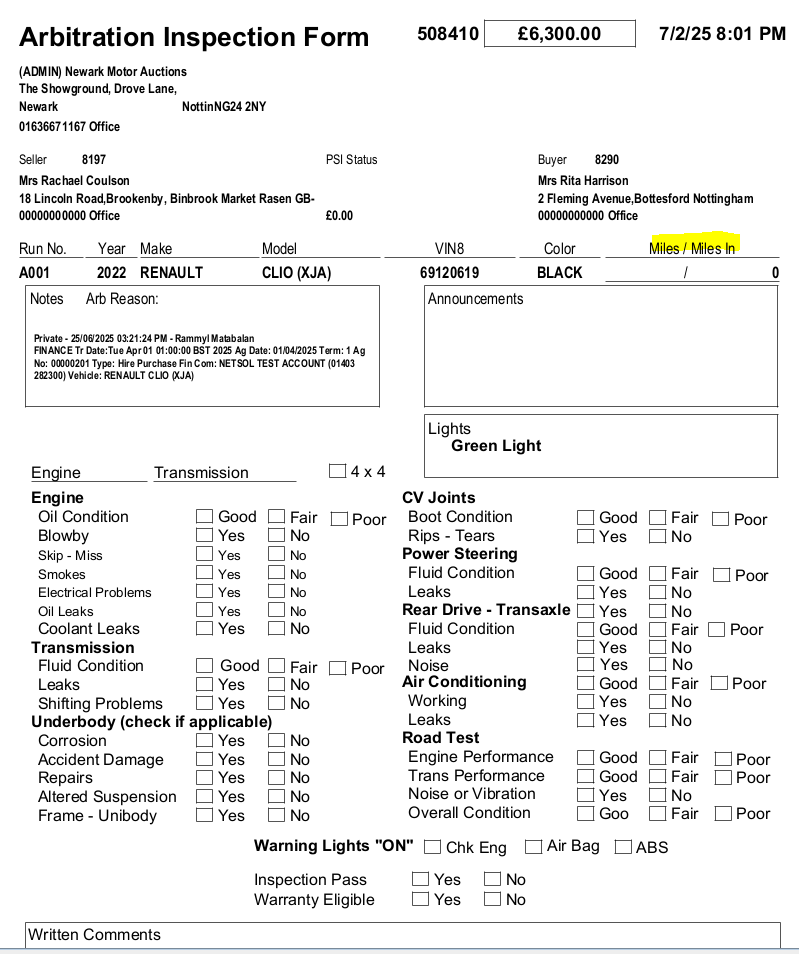 Arbitration Inspection Form 508410 £6,300.00 7/2/25 8:01 PM
(ADMIN) Newark Motor Auctions
The Showground, Drove Lane,
Newark NottinNG24 2NY
01636671167 Office
Seller 8197 PSI Status Buyer 8290
Mrs Rachael Coulson Mrs Rita Harrison
18 Lincoln Road,Brookenby, Binbrook Market Rasen GB- 2 Fleming Avenue,Bottesford Nottingham
00000000000 Office £0.00 00000000000 Office
Run No. Year Make Model VIN8 Color Miles / Miles In
A001 2022 RENAULT CLIO (XJA) 69120619 BLACK / 0
Notes Arb Reason:
Private - 25/06/2025 03:21:24 PM - Rammyl Matabalan
FINANCE Tr Date:Tue Apr 01 01:00:00 BST 2025 Ag Date: 01/04/2025 Term: 1 Ag
No: 00000201 Type: Hire Purchase Fin Com: NETSOL TEST ACCOUNT (01403
282300) Vehicle: RENAULT CLIO (XJA)
Announcements
Lights
Green Light
Engine Transmission 4 x 4
Engine
Oil Condition Good Fair Poor
Blowby Yes No
Skip - Miss Yes No
Smokes Yes No
Electrical Problems Yes No
Oil Leaks Yes No
Coolant Leaks Yes No
Transmission
Fluid Condition Good Fair Poor
Leaks Yes No
Shifting Problems Yes No
Underbody (check if applicable)
Corrosion Yes No
Accident Damage Yes No
Repairs Yes No
Altered Suspension Yes No
Frame - Unibody Yes No
CV Joints
Boot Condition Good Fair Poor
Rips - Tears Yes No
Power Steering
Fluid Condition Good Fair Poor
Leaks Yes No
Rear Drive - Transaxle Yes No
Fluid Condition Good Fair Poor
Leaks Yes No
Noise Yes No
Air Conditioning Good Fair Poor
Working Yes No
Leaks Yes No
Road Test
Engine Performance Good Fair Poor
Trans Performance Good Fair Poor
Noise or Vibration Yes No
Overall Condition Goo Fair Poor
Warning Lights "ON" Chk Eng Air Bag ABS
Inspection Pass Yes No
Warranty Eligible Yes No
Written Comments